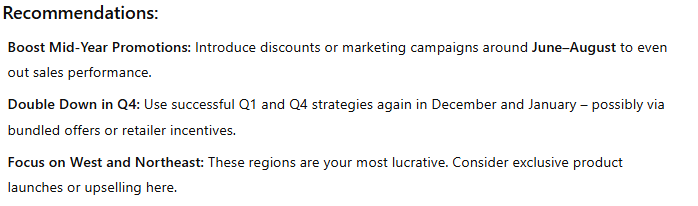 Recommendations:
Boost Mid-Year Promotions: Introduce discounts or marketing campaigns around June–August to even
out sales performance.
Double Down in Q4: Use successful Q1 and Q4 strategies again in December and January – possibly via
bundled offers or retailer incentives.
Focus on West and Northeast: These regions are your most lucrative. Consider exclusive product
launches or upselling here.